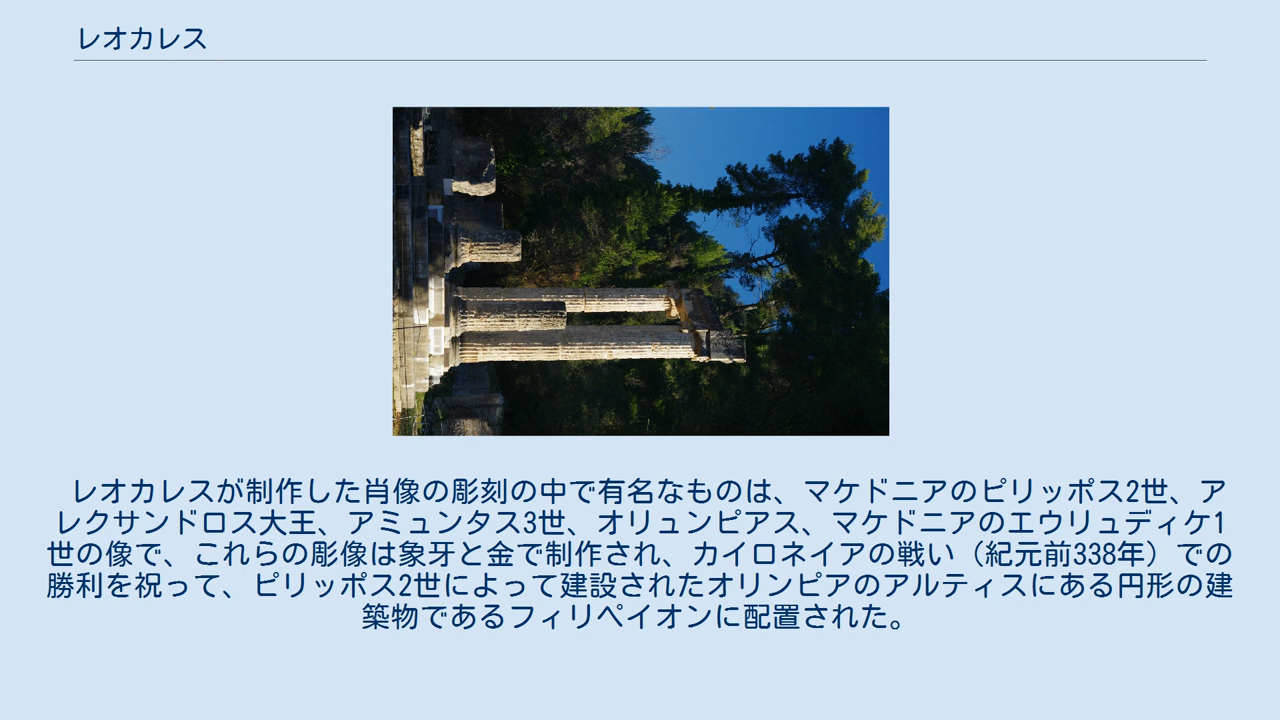 レオカレス
レオカレスが制作した肖像の彫刻の中で有名なものは、マケドニアのピリッポス2世、ア
レクサンドロス大王、アミュンタス3世、オリュンピアス、マケドニアのエウリュディケ1
世の像で、これらの彫像は象牙と金で制作され、カイロネイアの戦い（紀元前338年）での
勝利を祝って、ピリッポス2世によって建設されたオリンピアのアルティスにある円形の建
築物であるフィリペイオンに配置された。